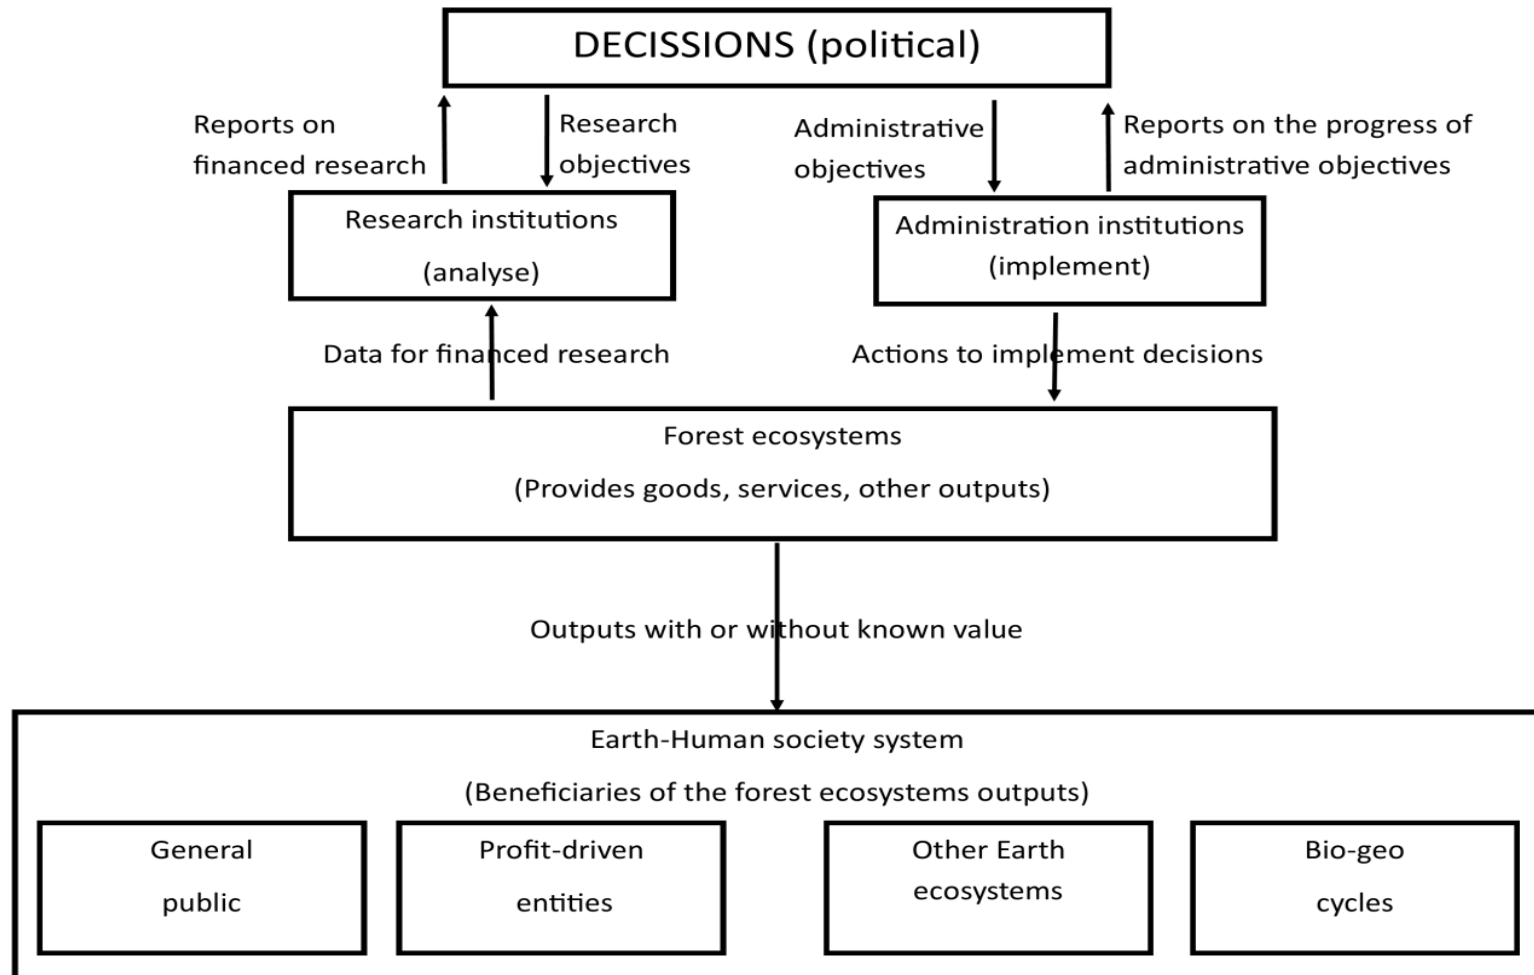 DECISSIONS (political)
Reports on
financed research
Research
objectives
Administrative
objectives
Reports on the progress of
administrative objectives
Research institutions
(analyse)
Administration institutions
(implement)
Data for financed research
Actions to implement decisions
Forest ecosystems
(Provides goods, services, other outputs)
Outputs with or without known value
Earth-Human society system
(Beneficiaries of the forest ecosystems outputs)
General
public
Profit-driven
entities
Other Earth
ecosystems
Bio-geo
cycles